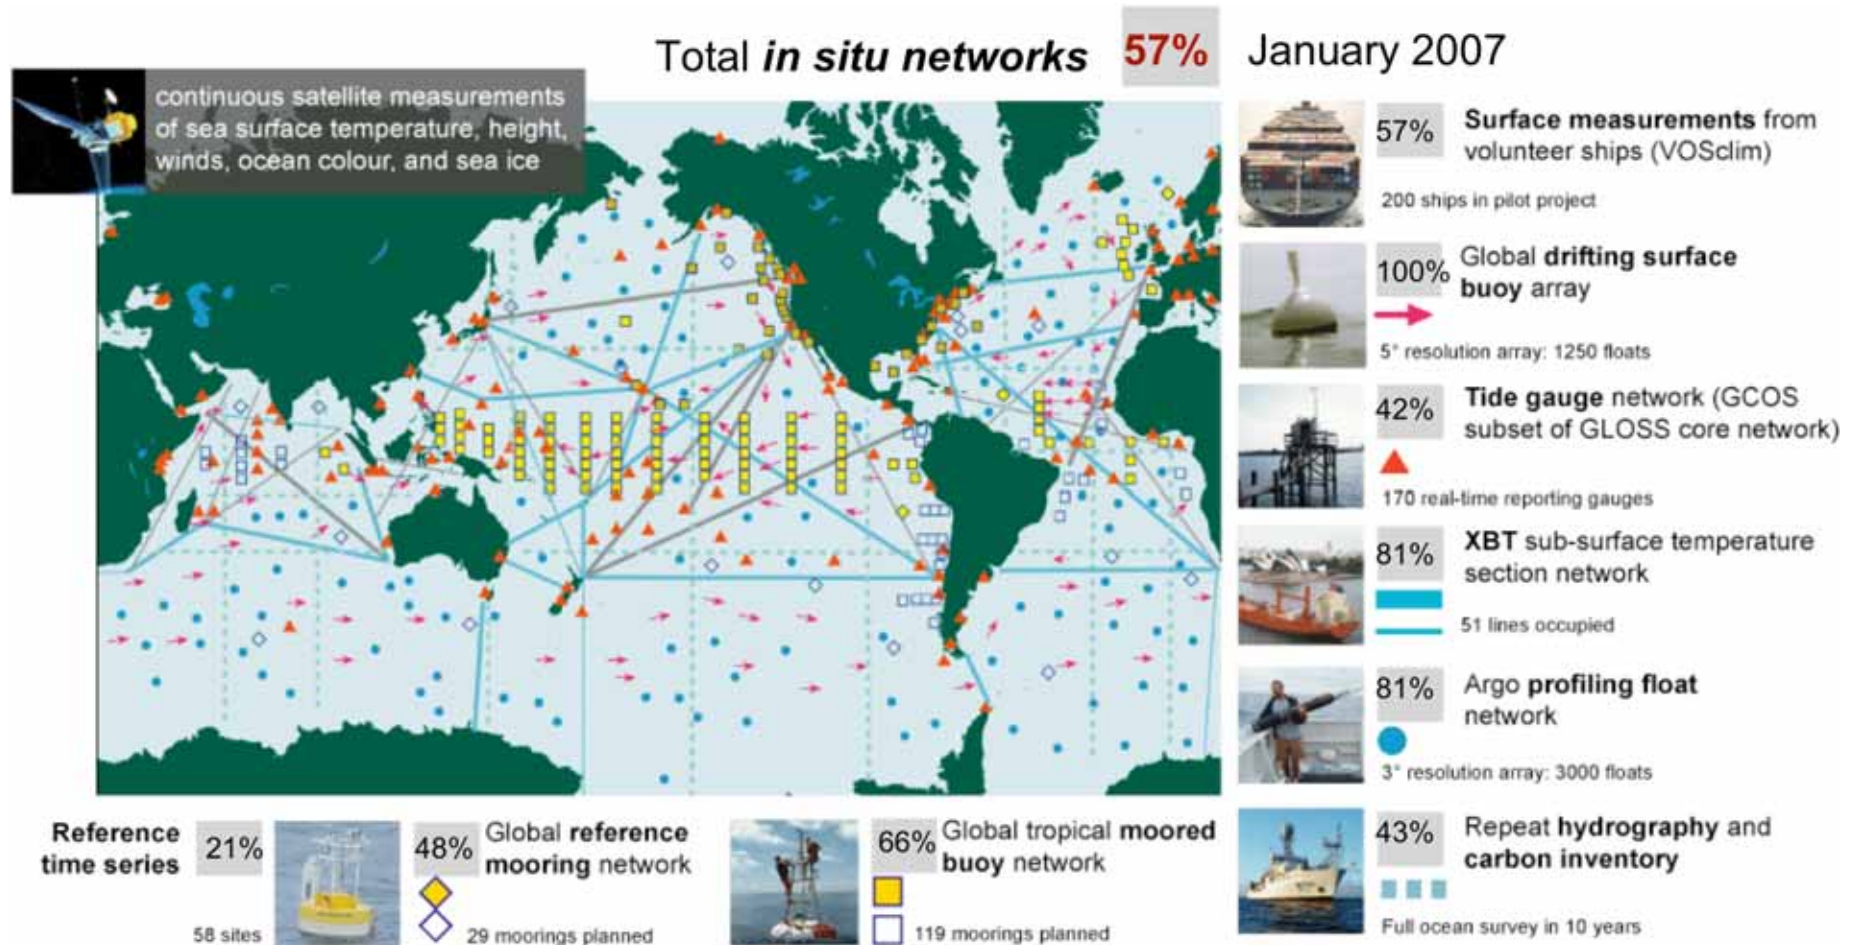 Total in situ networks 57% January 2007
continuous satellite measurements
of sea surface temperature, height,
winds, ocean colour, and sea ice
57%
Surface measurements from
volunteer ships (VOSclim)
200 ships in pilot project
100%
Global drifting surface
buoy array
5° resolution array: 1250 floats
42%
Tide gauge network (GCOS
subset of GLOSS core network)
170 real-time reporting gauges
81%
XBT sub-surface temperature
section network
51 lines occupied
81%
Argo profiling float
network
3° resolution array: 3000 floats
43%
Repeat hydrography and
carbon inventory
Full ocean survey in 10 years
Reference
time series
21%
58 sites
48%
Global reference
mooring network
29 moorings planned
66%
Global tropical moored
buoy network
119 moorings planned